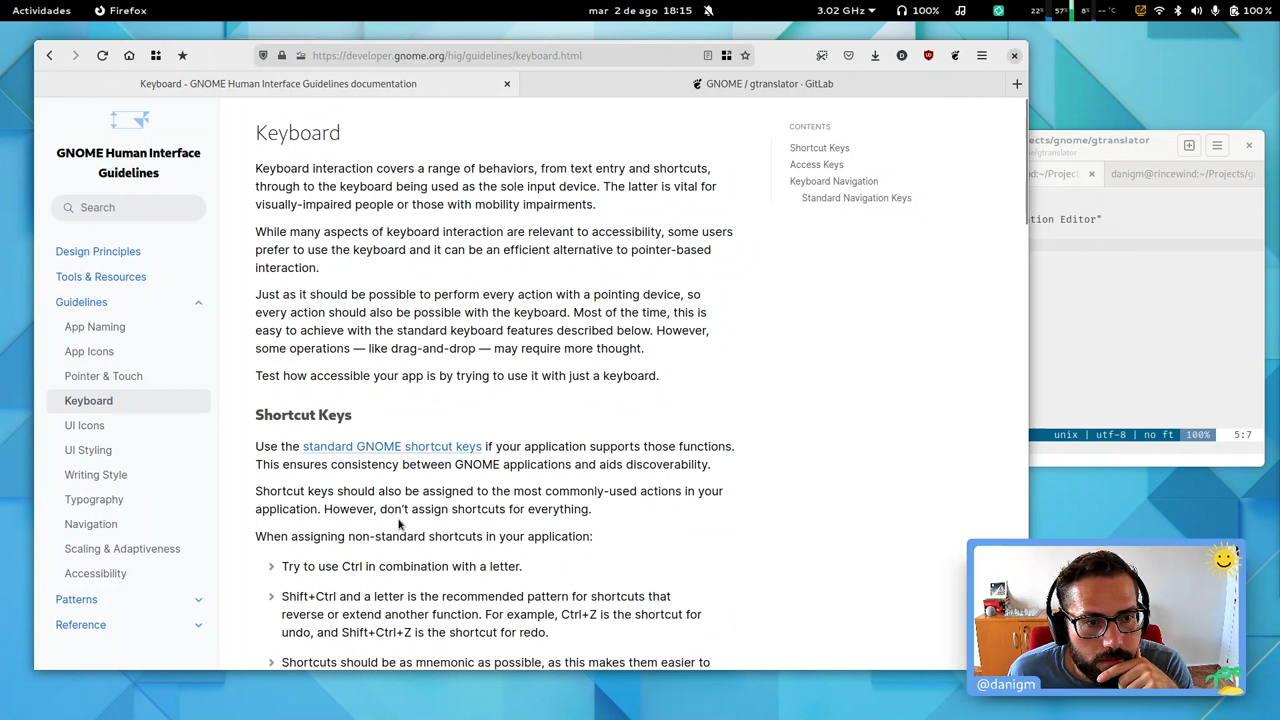 Actividades
Firefox
mar 2 de ago 18:15
3.02 GHz
100%
22%
57%
8%
-- °C
100 %
https://developer.gnome.org/hig/guidelines/keyboard.html
Keyboard - GNOME Human Interface Guidelines documentation
GNOME / gtranslator · GitLab
GNOME Human Interface
Guidelines
Search
Design Principles
Tools & Resources
Guidelines
App Naming
App Icons
Pointer & Touch
Keyboard
UI Icons
UI Styling
Writing Style
Typography
Navigation
Scaling & Adaptiveness
Accessibility
Patterns
Reference
Keyboard
Keyboard interaction covers a range of behaviors, from text entry and shortcuts,
through to the keyboard being used as the sole input device. The latter is vital for
visually-impaired people or those with mobility impairments.
While many aspects of keyboard interaction are relevant to accessibility, some users
prefer to use the keyboard and it can be an efficient alternative to pointer-based
interaction.
Just as it should be possible to perform every action with a pointing device, so
every action should also be possible with the keyboard. Most of the time, this is
easy to achieve with the standard keyboard features described below. However,
some operations — like drag-and-drop — may require more thought.
Test how accessible your app is by trying to use it with just a keyboard.
Shortcut Keys
Use the standard GNOME shortcut keys if your application supports those functions.
This ensures consistency between GNOME applications and aids discoverability.
Shortcut keys should also be assigned to the most commonly-used actions in your
application. However, don't assign shortcuts for everything.
When assigning non-standard shortcuts in your application:
Try to use Ctrl in combination with a letter.
Shift+Ctrl and a letter is the recommended pattern for shortcuts that
reverse or extend another function. For example, Ctrl+Z is the shortcut for
undo, and Shift+Ctrl+Z is the shortcut for redo.
Shortcuts should be as mnemonic as possible, as this makes them easier to
CONTENTS
Shortcut Keys
Access Keys
Keyboard Navigation
Standard Navigation Keys
ects/gnome/gtranslator
e/gtranslator
nd:~/Project
danigm@rincewind:~/Projects/g
tion Editor"
unix | utf-8 | no ft
100%
5:7
@danigm